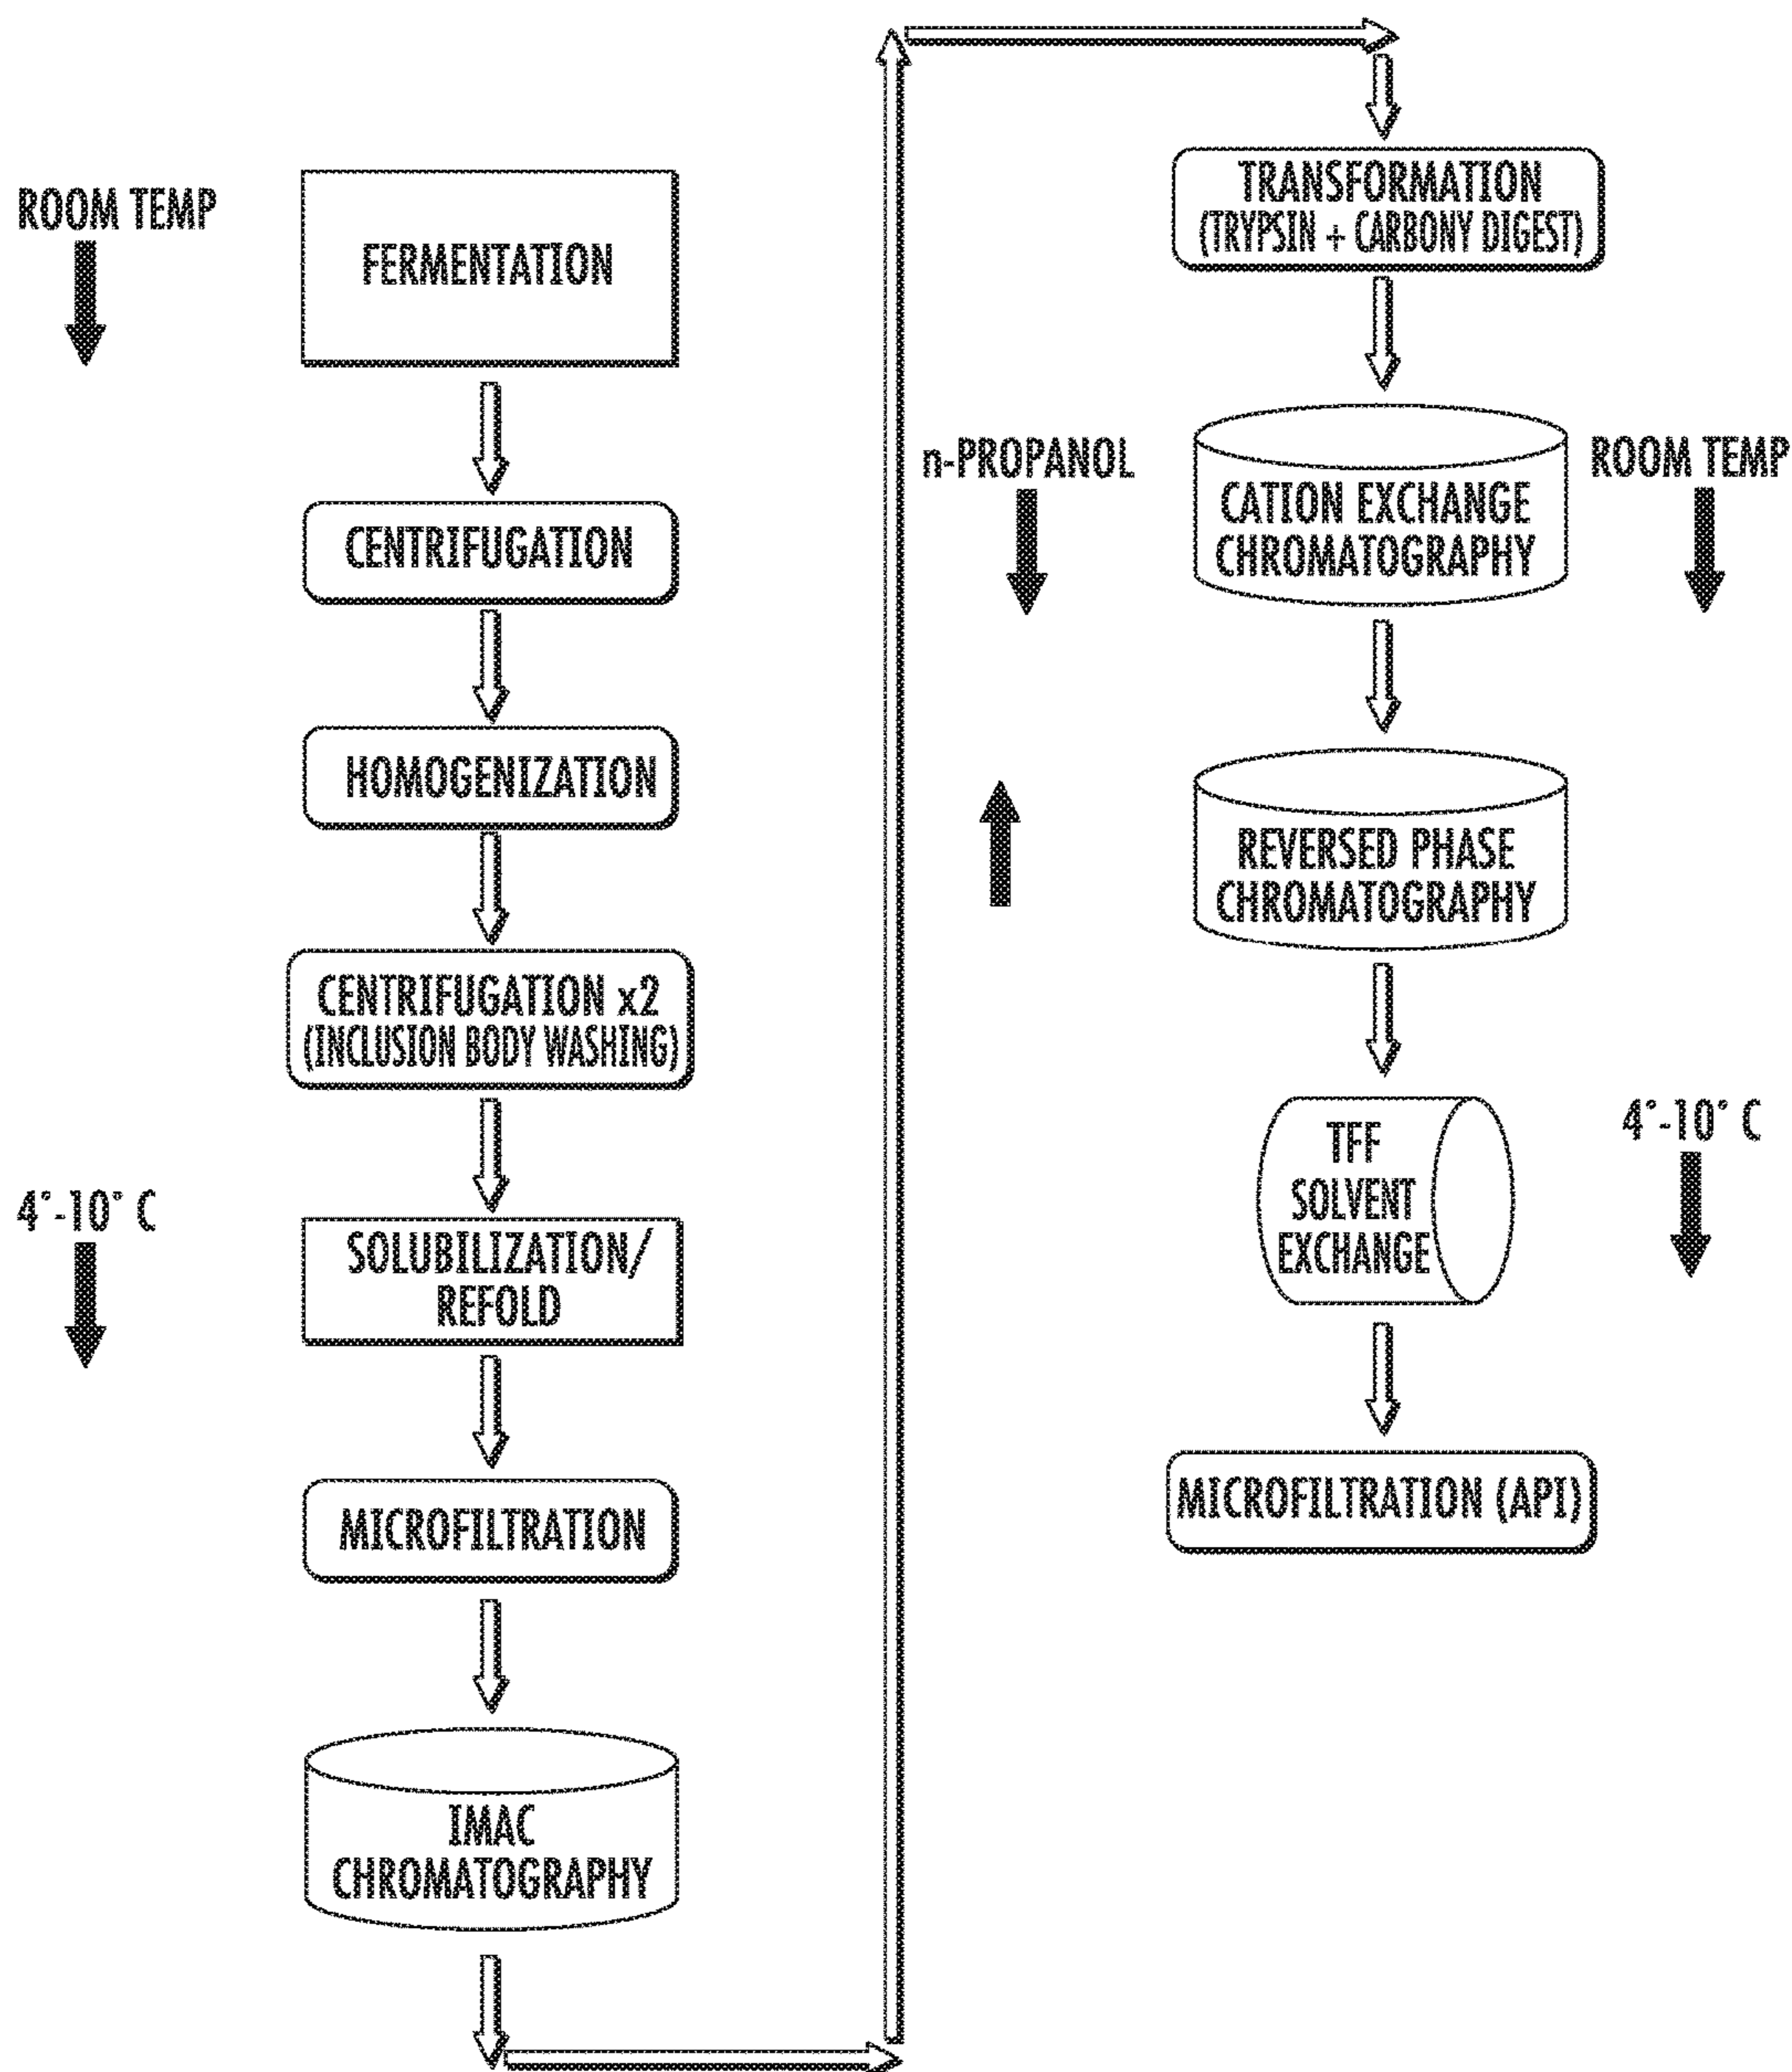 ROOM TEMP
FERMENTATION
CENTRIFUGATION
HOMOGENIZATION
CENTRIFUGATION x2
(INCLUSION BODY WASHING)
4°-10° C
SOLUBILIZATION/
REFOLD
MICROFILTRATION
IMAC
CHROMATOGRAPHY
TRANSFORMATION
(TRYPSIN + CARBONY DIGEST)
n-PROPANOL
CATION EXCHANGE
CHROMATOGRAPHY
ROOM TEMP
REVERSED PHASE
CHROMATOGRAPHY
TFF
SOLVENT
EXCHANGE
4°-10° C
MICROFILTRATION (API)